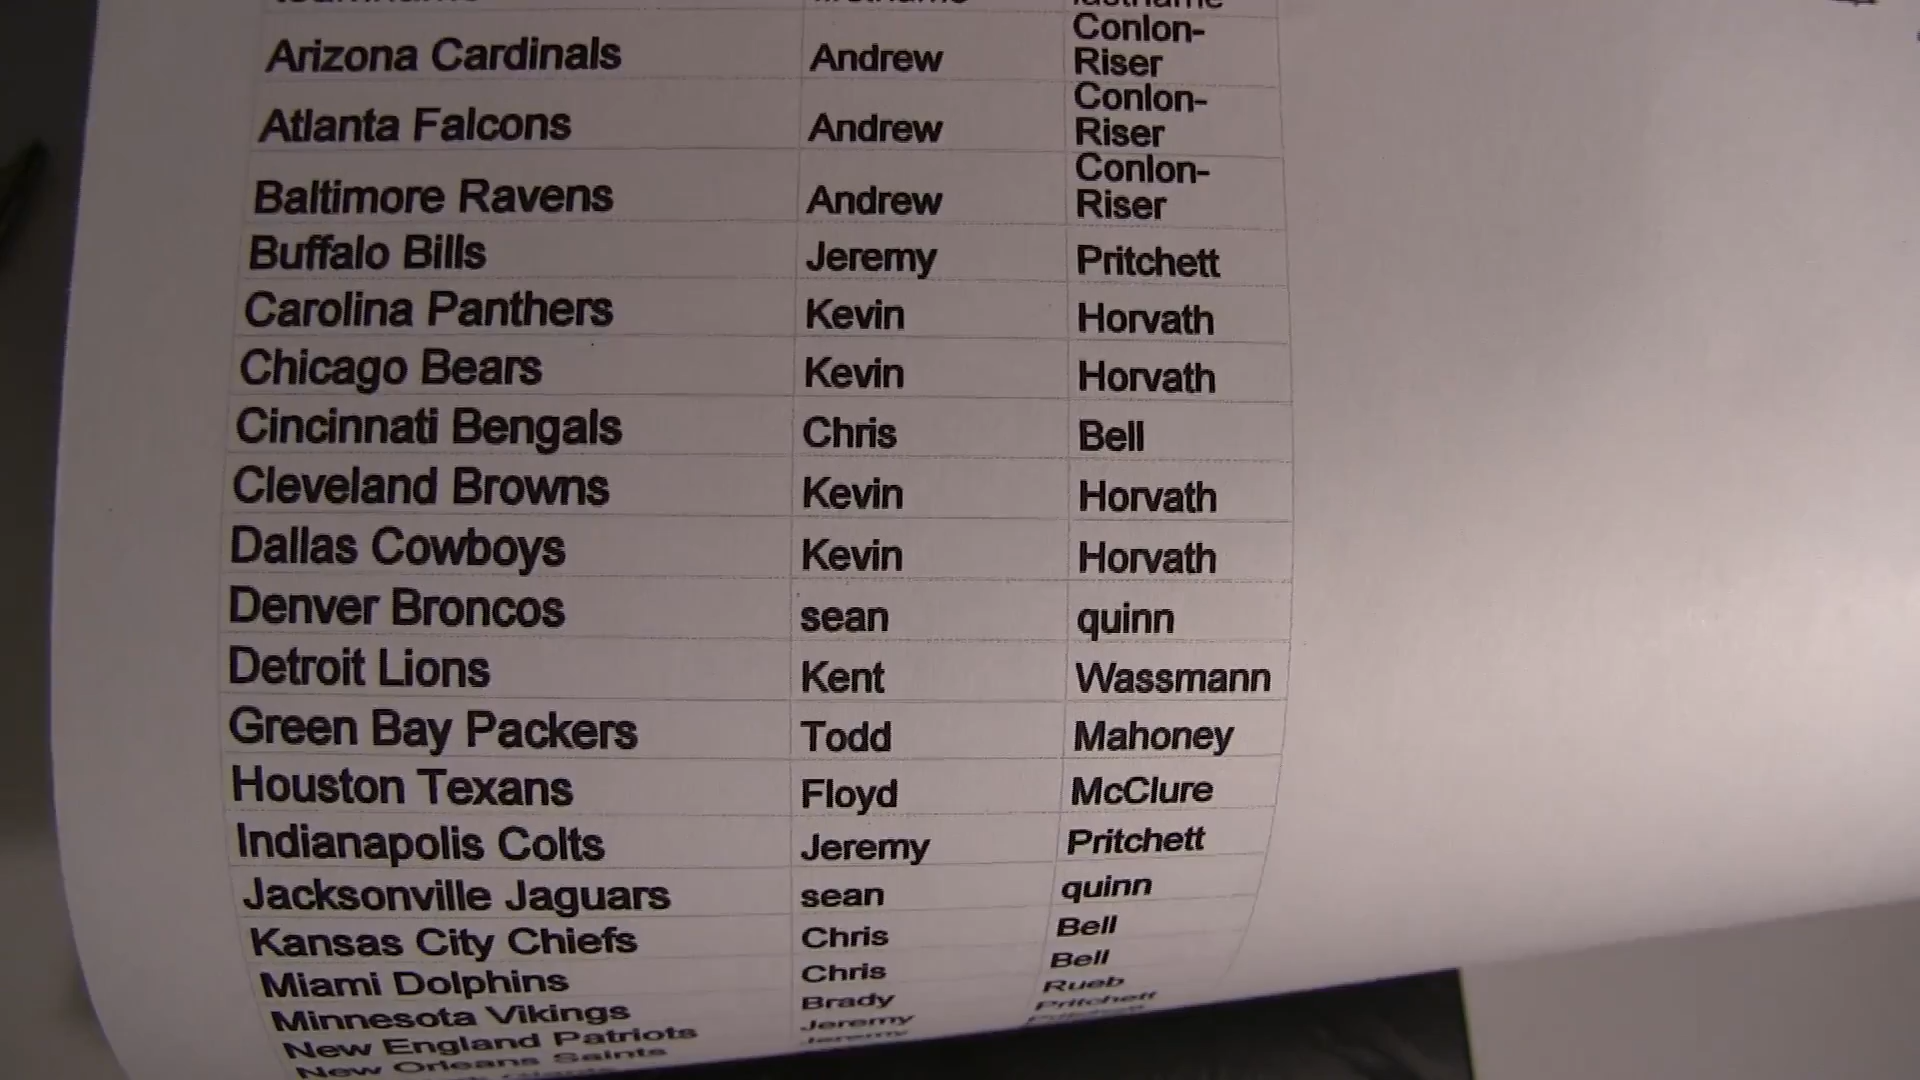 Conlon-
Arizona Cardinals Andrew Riser
Conlon-
Atlanta Falcons Andrew Riser
Conlon-
Baltimore Ravens Andrew Riser
Buffalo Bills Jeremy Pritchett
Carolina Panthers Kevin Horvath
Chicago Bears Kevin Horvath
Cincinnati Bengals Chris Bell
Cleveland Browns Kevin Horvath
Dallas Cowboys Kevin Horvath
Denver Broncos sean quinn
Detroit Lions Kent Wassmann
Green Bay Packers Todd Mahoney
Houston Texans Floyd McClure
Indianapolis Colts Jeremy Pritchett
Jacksonville Jaguars sean quinn
Kansas City Chiefs Chris Bell
Miami Dolphins Chris Bell
Minnesota Vikings Brady Rueb
New England Patriots Jeremy Pritchett
New Orleans Saints Jeremy